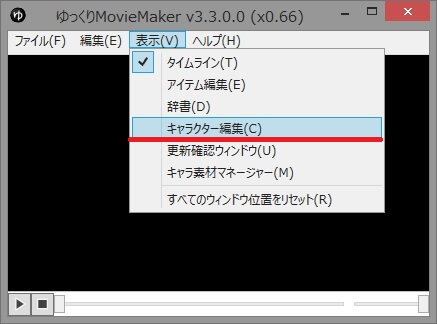 ゆ ゆっくりMovieMaker v3.3.0.0 (x0.66)
ファイル(F) 編集(E) 表示(V) ヘルプ(H)
タイムライン(T)
アイテム編集(E)
辞書(D)
キャラクター編集(C)
更新確認ウィンドウ(U)
キャラ素材マネージャー(M)
すべてのウィンドウ位置をリセット(R)